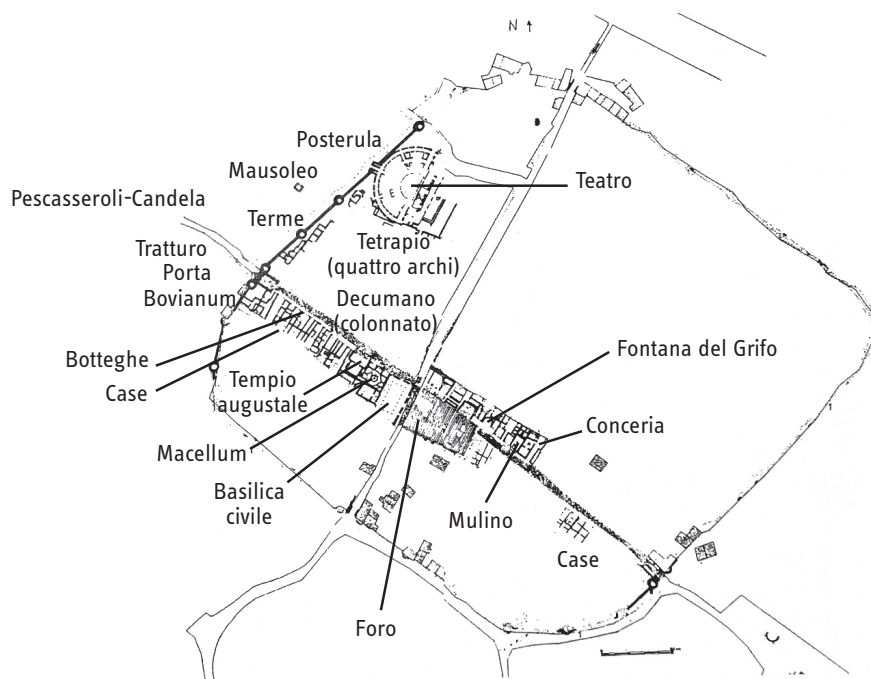 N
Posterula
Mausoleo
Teatro
Pescasseroli-Candela
Terme
Tetrapio
(quattro archi)
Tratturo
Porta
Bovianum
Decumano
(colonnato)
Botteghe
Case
Fontana del Grifo
Tempio
augustale
Conceria
Macellum
Basilica
civile
Mulino
Case
Foro